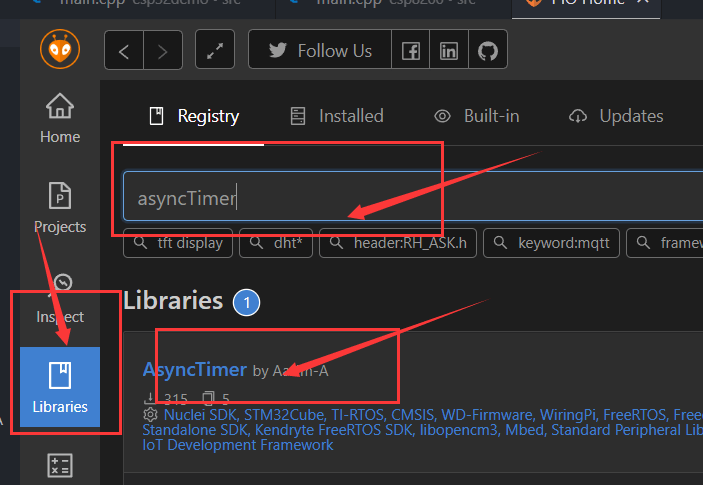 main.cpp esp32demo - src main.cpp esp8266 - src PIO Home
Follow Us
Home
Registry Installed Built-in Updates
asyncTimer
Projects
tft display dht* header:RH_ASK.h keyword:mqtt framew
Inspect
Libraries 1
AsyncTimer by Aasim-A
315 5
Libraries
Nuclei SDK, STM32Cube, TI-RTOS, CMSIS, WD-Firmware, WiringPi, FreeRTOS, Freed
Standalone SDK, Kendryte FreeRTOS SDK, libopencm3, Mbed, Standard Peripheral Lib
IoT Development Framework